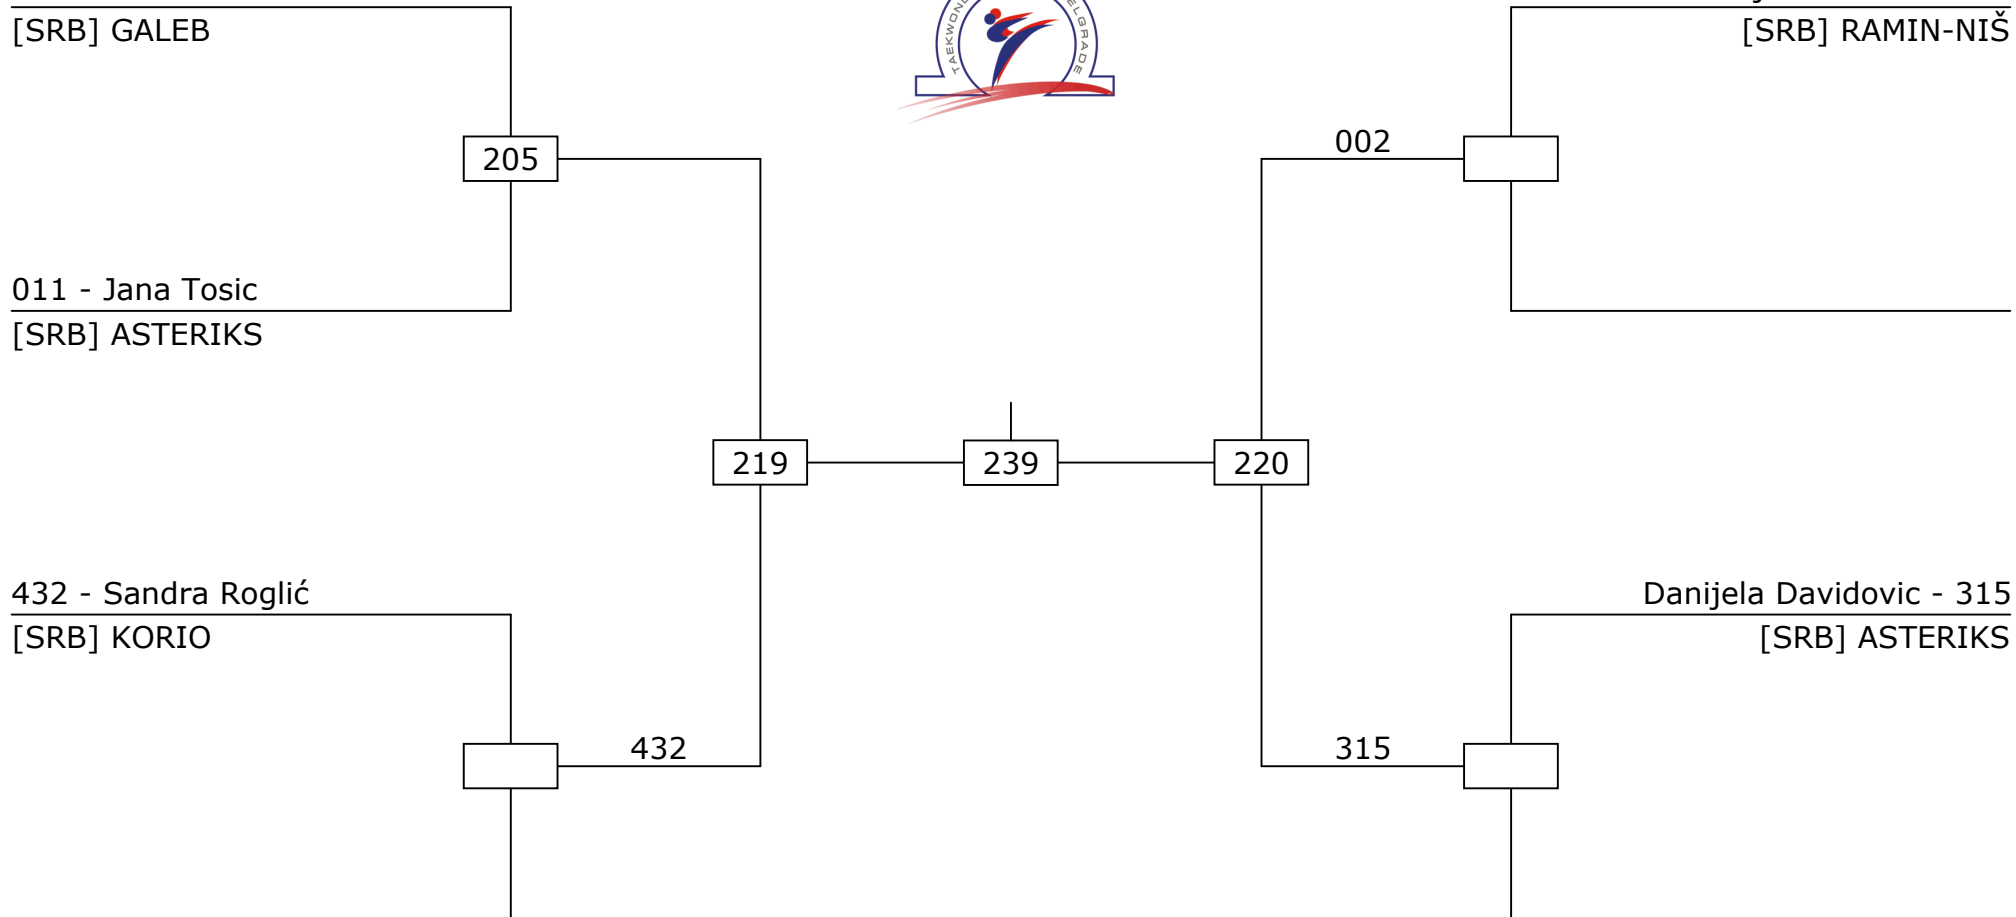 [SRB] GALEB
[SRB] RAMIN-NIŠ
205
002
011 - Jana Tosic
[SRB] ASTERIKS
219
239
220
432 - Sandra Roglić
[SRB] KORIO
Danijela Davidovic - 315
[SRB] ASTERIKS
432
315